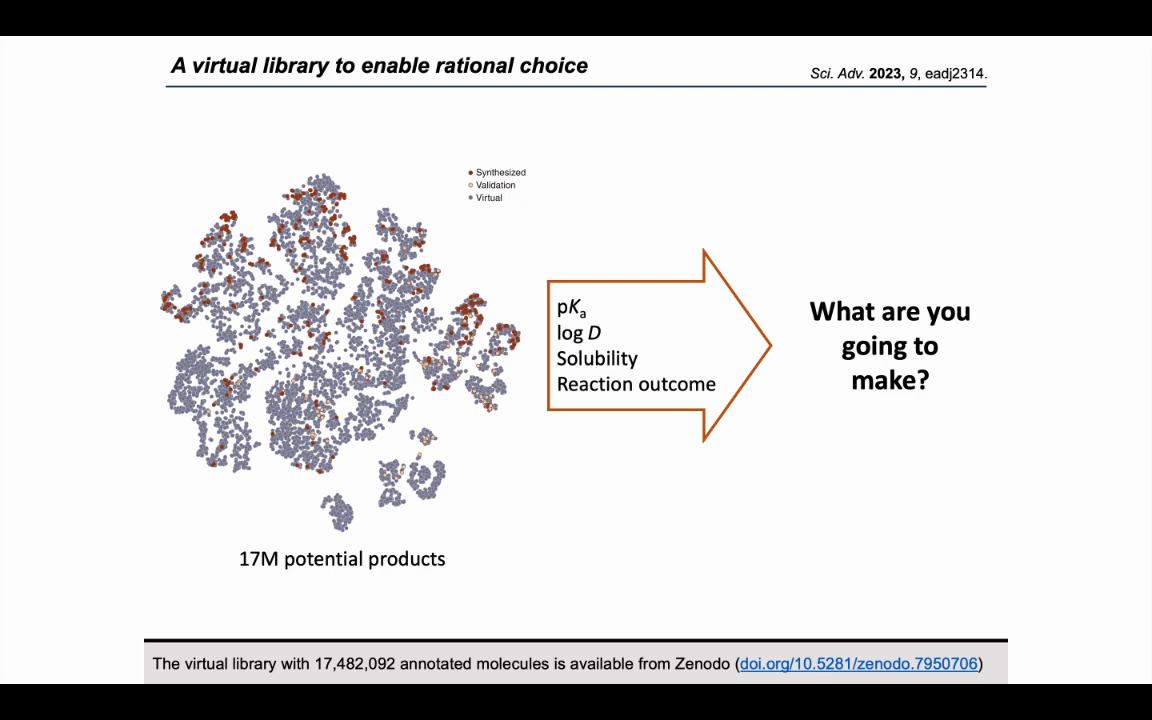 A virtual library to enable rational choice
Sci. Adv. 2023, 9, eadj2314.
Synthesized
Validation
Virtual
pKa
log D
Solubility
Reaction outcome
What are you
going to
make?
17M potential products
The virtual library with 17,482,092 annotated molecules is available from Zenodo (doi.org/10.5281/zenodo.7950706)